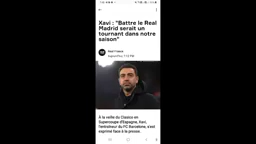 Xavi : "Battre le Real
Madrid serait un
tournant dans notre
saison"
À la veille du Clasico en
Supercoupe d'Espagne, Xavi,
l'entraîneur du FC Barcelone, s'est
exprimé face à la presse.